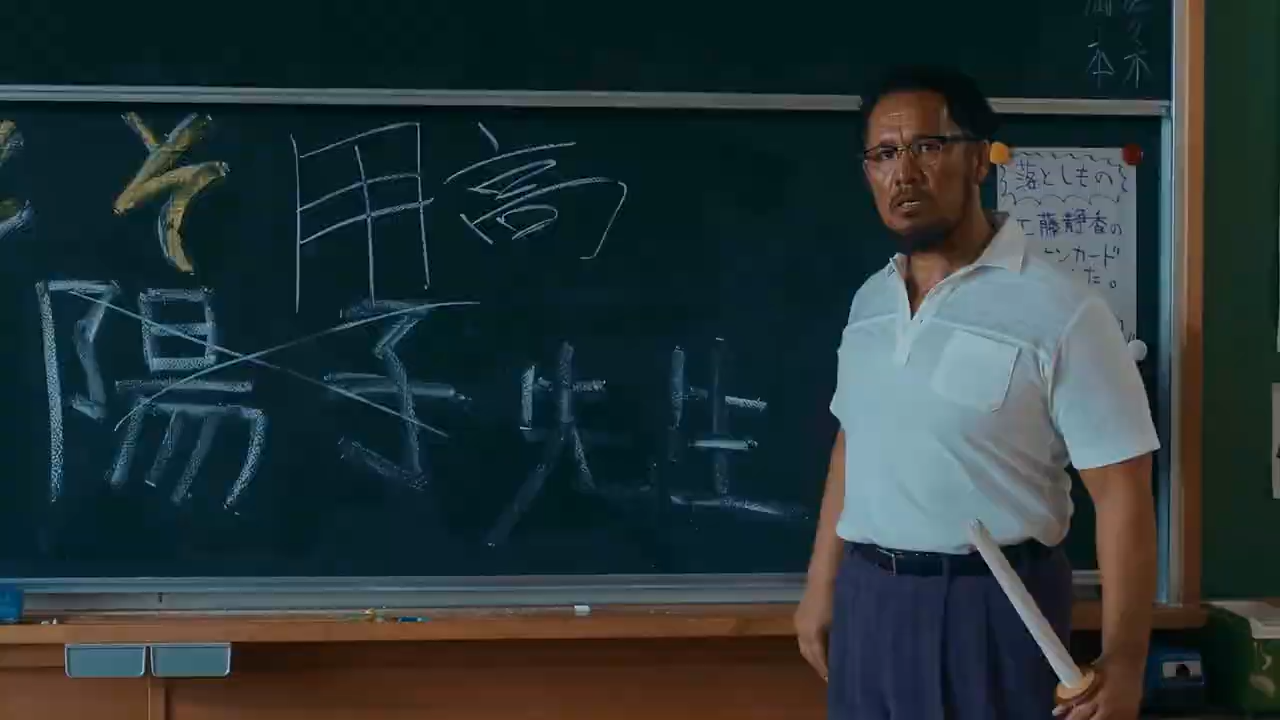 そ 用高
陽子先生
落としもの
工藤静香の
ンカード
た。